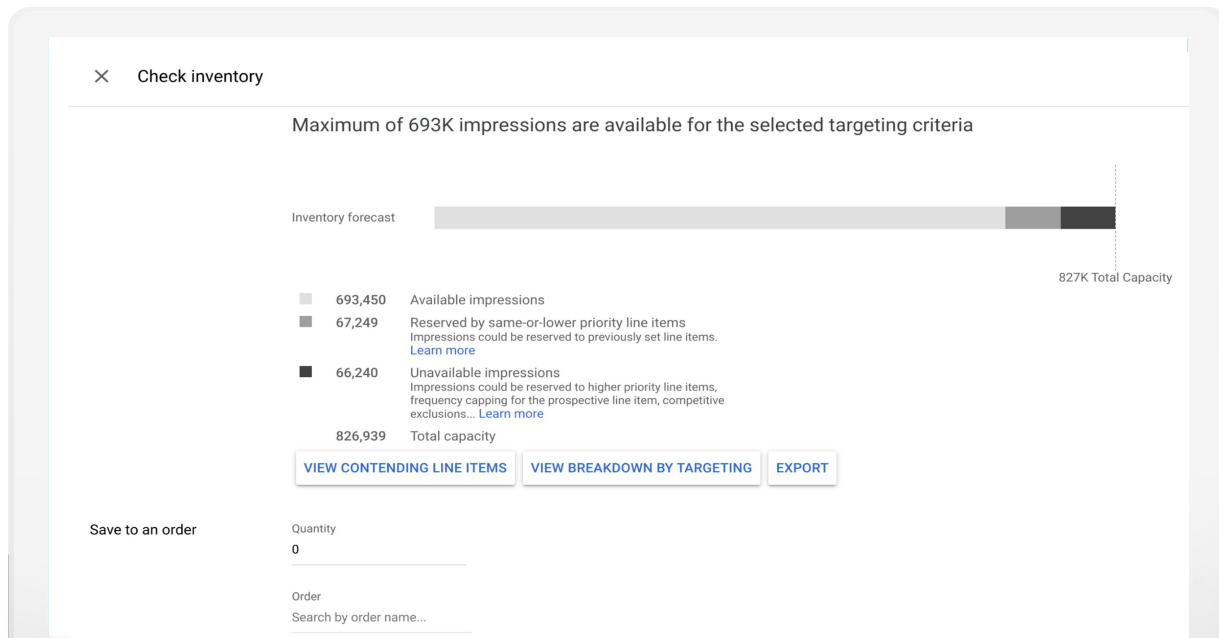 Check inventory
Maximum of 693K impressions are available for the selected targeting criteria
Inventory forecast
827K Total Capacity
693,450 Available impressions
67,249 Reserved by same-or-lower priority line items
Impressions could be reserved to previously set line items.
Learn more
66,240 Unavailable impressions
Impressions could be reserved to higher priority line items,
frequency capping for the prospective line item, competitive
exclusions... Learn more
826,939 Total capacity
VIEW CONTENDING LINE ITEMS VIEW BREAKDOWN BY TARGETING EXPORT
Save to an order
Quantity
0
Order
Search by order name...